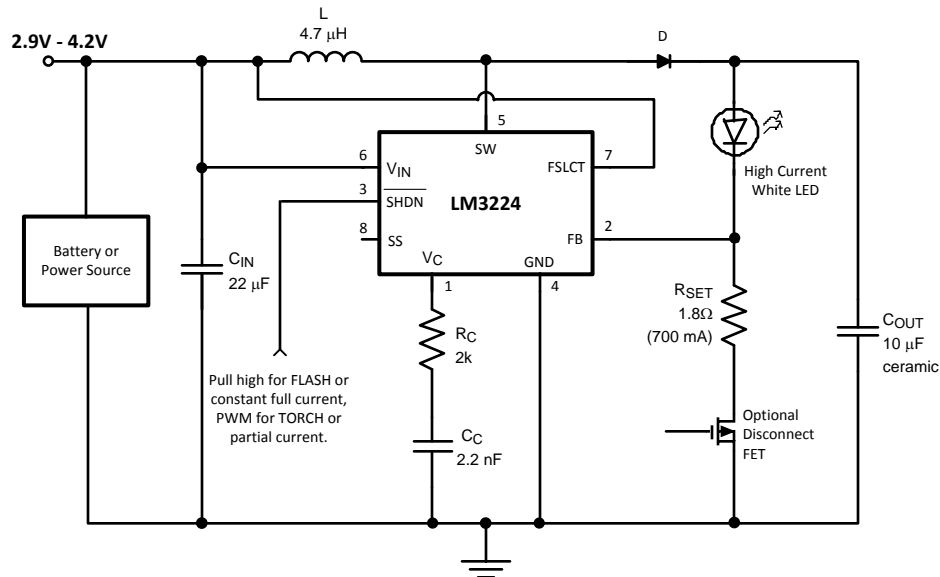 L
4.7 μH
2.9V - 4.2V
D
5
SW
6
VIN
FSLCT
7
3
SHDN
LM3224
8
SS
FB
2
VC
GND
1
4
High Current
White LED
Battery or
Power Source
CIN
22 μF
RC
2k
RSET
1.8Ω
(700 mA)
COUT
10 μF
ceramic
Pull high for FLASH or
constant full current,
PWM for TORCH or
partial current.
CC
2.2 nF
Optional
Disconnect
FET